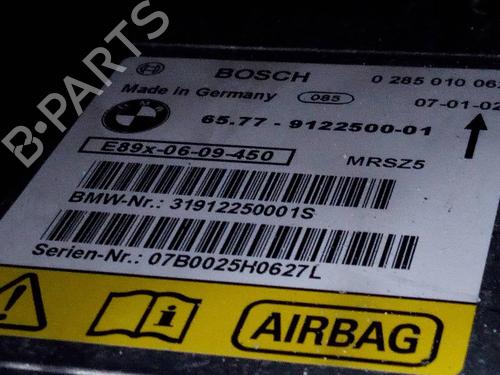 B-PARTS
BOSCH 0 285 010 06
Made in Germany 085 07-01-02
65.77 - 9122500-01
E89x-06-09-450 MRSZ5
BMW-Nr.: 31912250001S
Serien-Nr.: 07B0025H0627L
AIRBAG